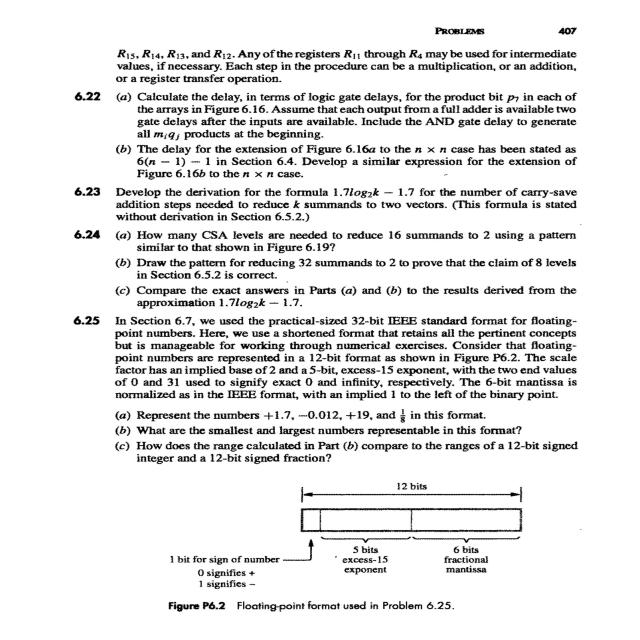 PROBLEMS 407
R15, R14, R13, and R12. Any of the registers R11 through R4 may be used for intermediate
values, if necessary. Each step in the procedure can be a multiplication, or an addition,
or a register transfer operation.
6.22 (a) Calculate the delay, in terms of logic gate delays, for the product bit p7 in each of
the arrays in Figure 6.16. Assume that each output from a full adder is available two
gate delays after the inputs are available. Include the AND gate delay to generate
all miqj products at the beginning.
(b) The delay for the extension of Figure 6.16a to the n x n case has been stated as
6(n − 1) − 1 in Section 6.4. Develop a similar expression for the extension of
Figure 6.16b to the n x n case.
6.23 Develop the derivation for the formula 1.7log2k − 1.7 for the number of carry-save
addition steps needed to reduce k summands to two vectors. (This formula is stated
without derivation in Section 6.5.2.)
6.24 (a) How many CSA levels are needed to reduce 16 summands to 2 using a pattern
similar to that shown in Figure 6.19?
(b) Draw the pattern for reducing 32 summands to 2 to prove that the claim of 8 levels
in Section 6.5.2 is correct.
(c) Compare the exact answers in Parts (a) and (b) to the results derived from the
approximation 1.7log2k − 1.7.
6.25 In Section 6.7, we used the practical-sized 32-bit IEEE standard format for floating-
point numbers. Here, we use a shortened format that retains all the pertinent concepts
but is manageable for working through numerical exercises. Consider that floating-
point numbers are represented in a 12-bit format as shown in Figure P6.2. The scale
factor has an implied base of 2 and a 5-bit, excess-15 exponent, with the two end values
of 0 and 31 used to signify exact 0 and infinity, respectively. The 6-bit mantissa is
normalized as in the IEEE format, with an implied 1 to the left of the binary point.
(a) Represent the numbers +1.7, −0.012, +19, and 1/8 in this format.
(b) What are the smallest and largest numbers representable in this format?
(c) How does the range calculated in Part (b) compare to the ranges of a 12-bit signed
integer and a 12-bit signed fraction?
12 bits
1 bit for sign of number
0 signifies +
1 signifies −
5 bits
excess-15
exponent
6 bits
fractional
mantissa
Figure P6.2 Floating-point format used in Problem 6.25.